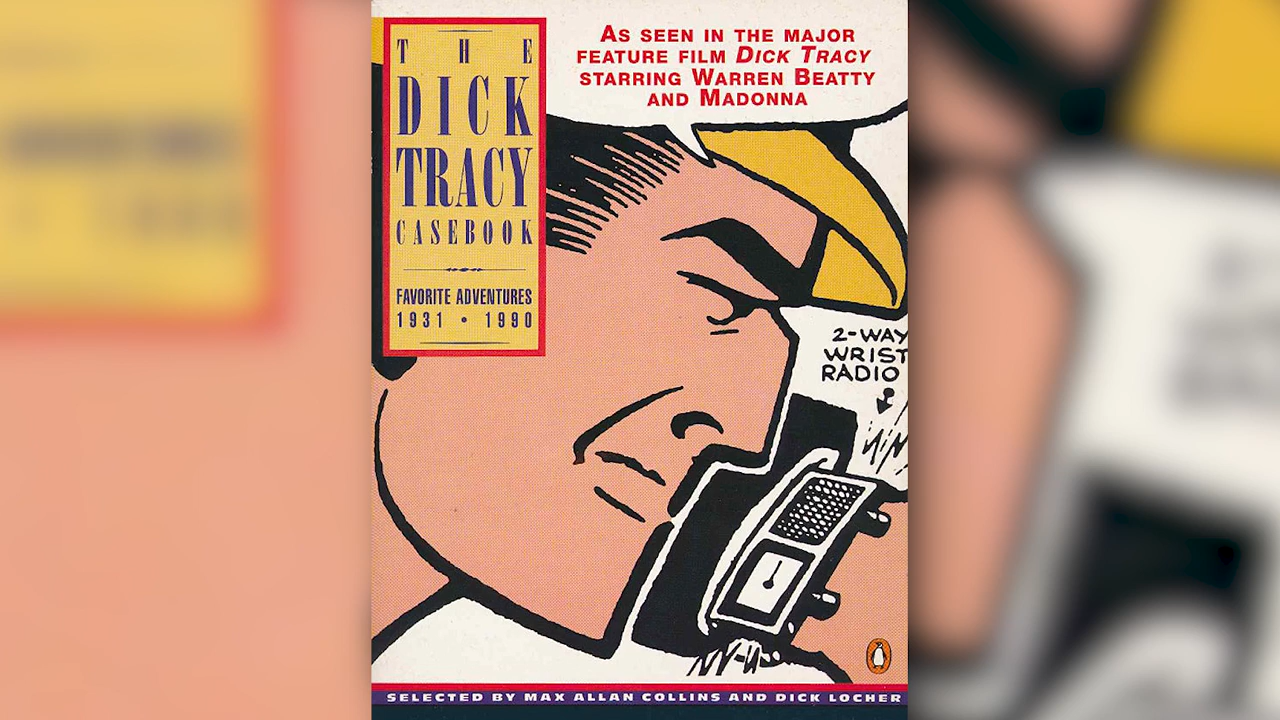 THE
DICK
TRACY
CASEBOOK
FAVORITE ADVENTURES
1931 • 1990
AS SEEN IN THE MAJOR
FEATURE FILM DICK TRACY
STARRING WARREN BEATTY
AND MADONNA
2-WAY
WRIST
RADIO
SELECTED BY MAX ALLAN COLLINS AND DICK LOCHER